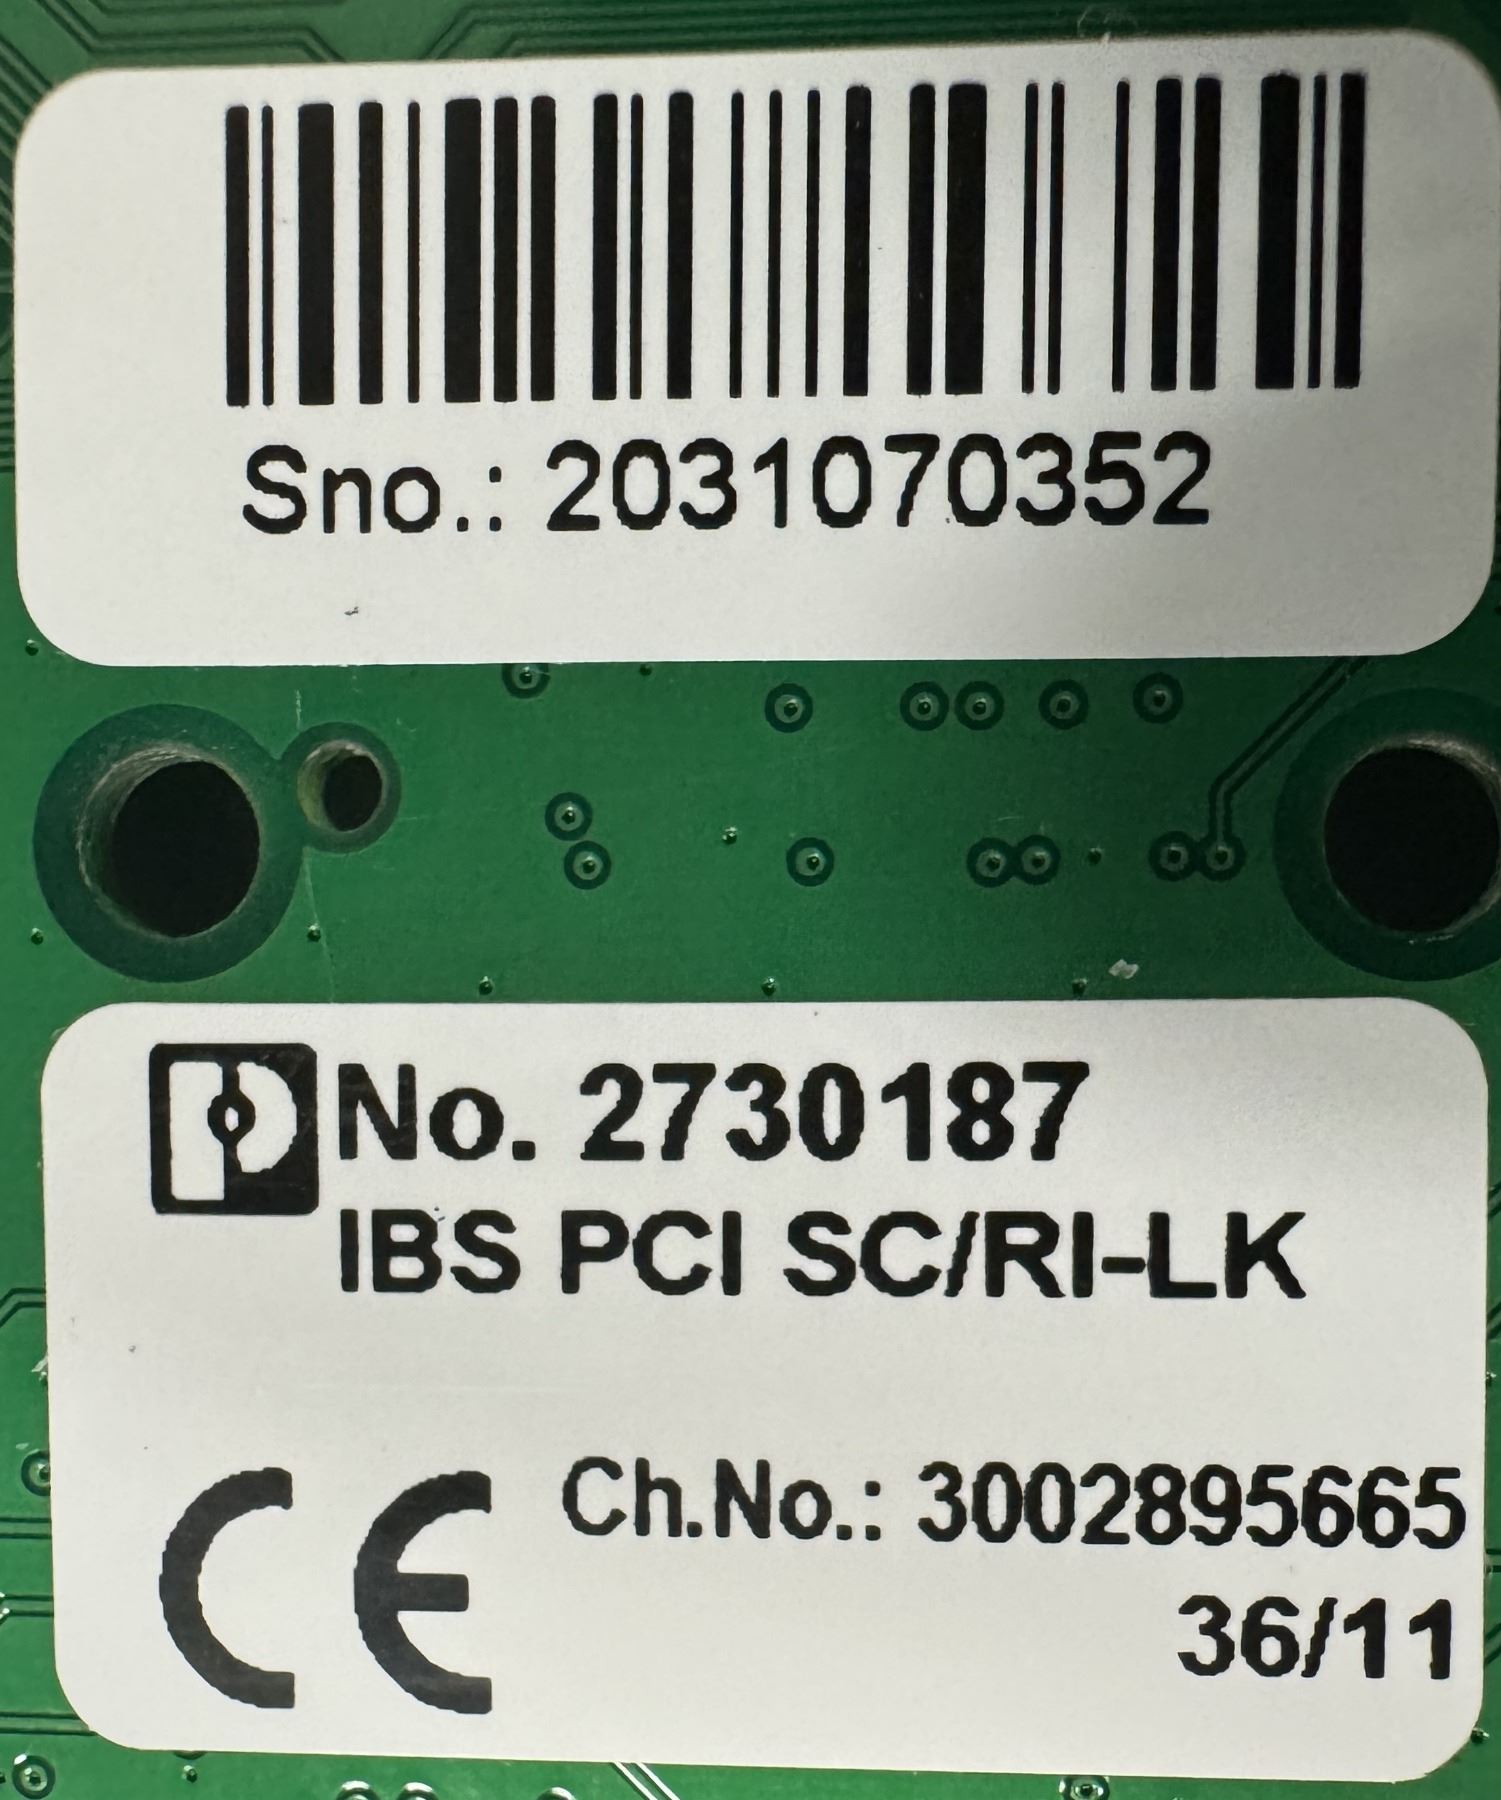 Sno.: 2031070352
No. 2730187
IBS PCI SC/RI-LK
CE
Ch.No.: 3002895665
36/11